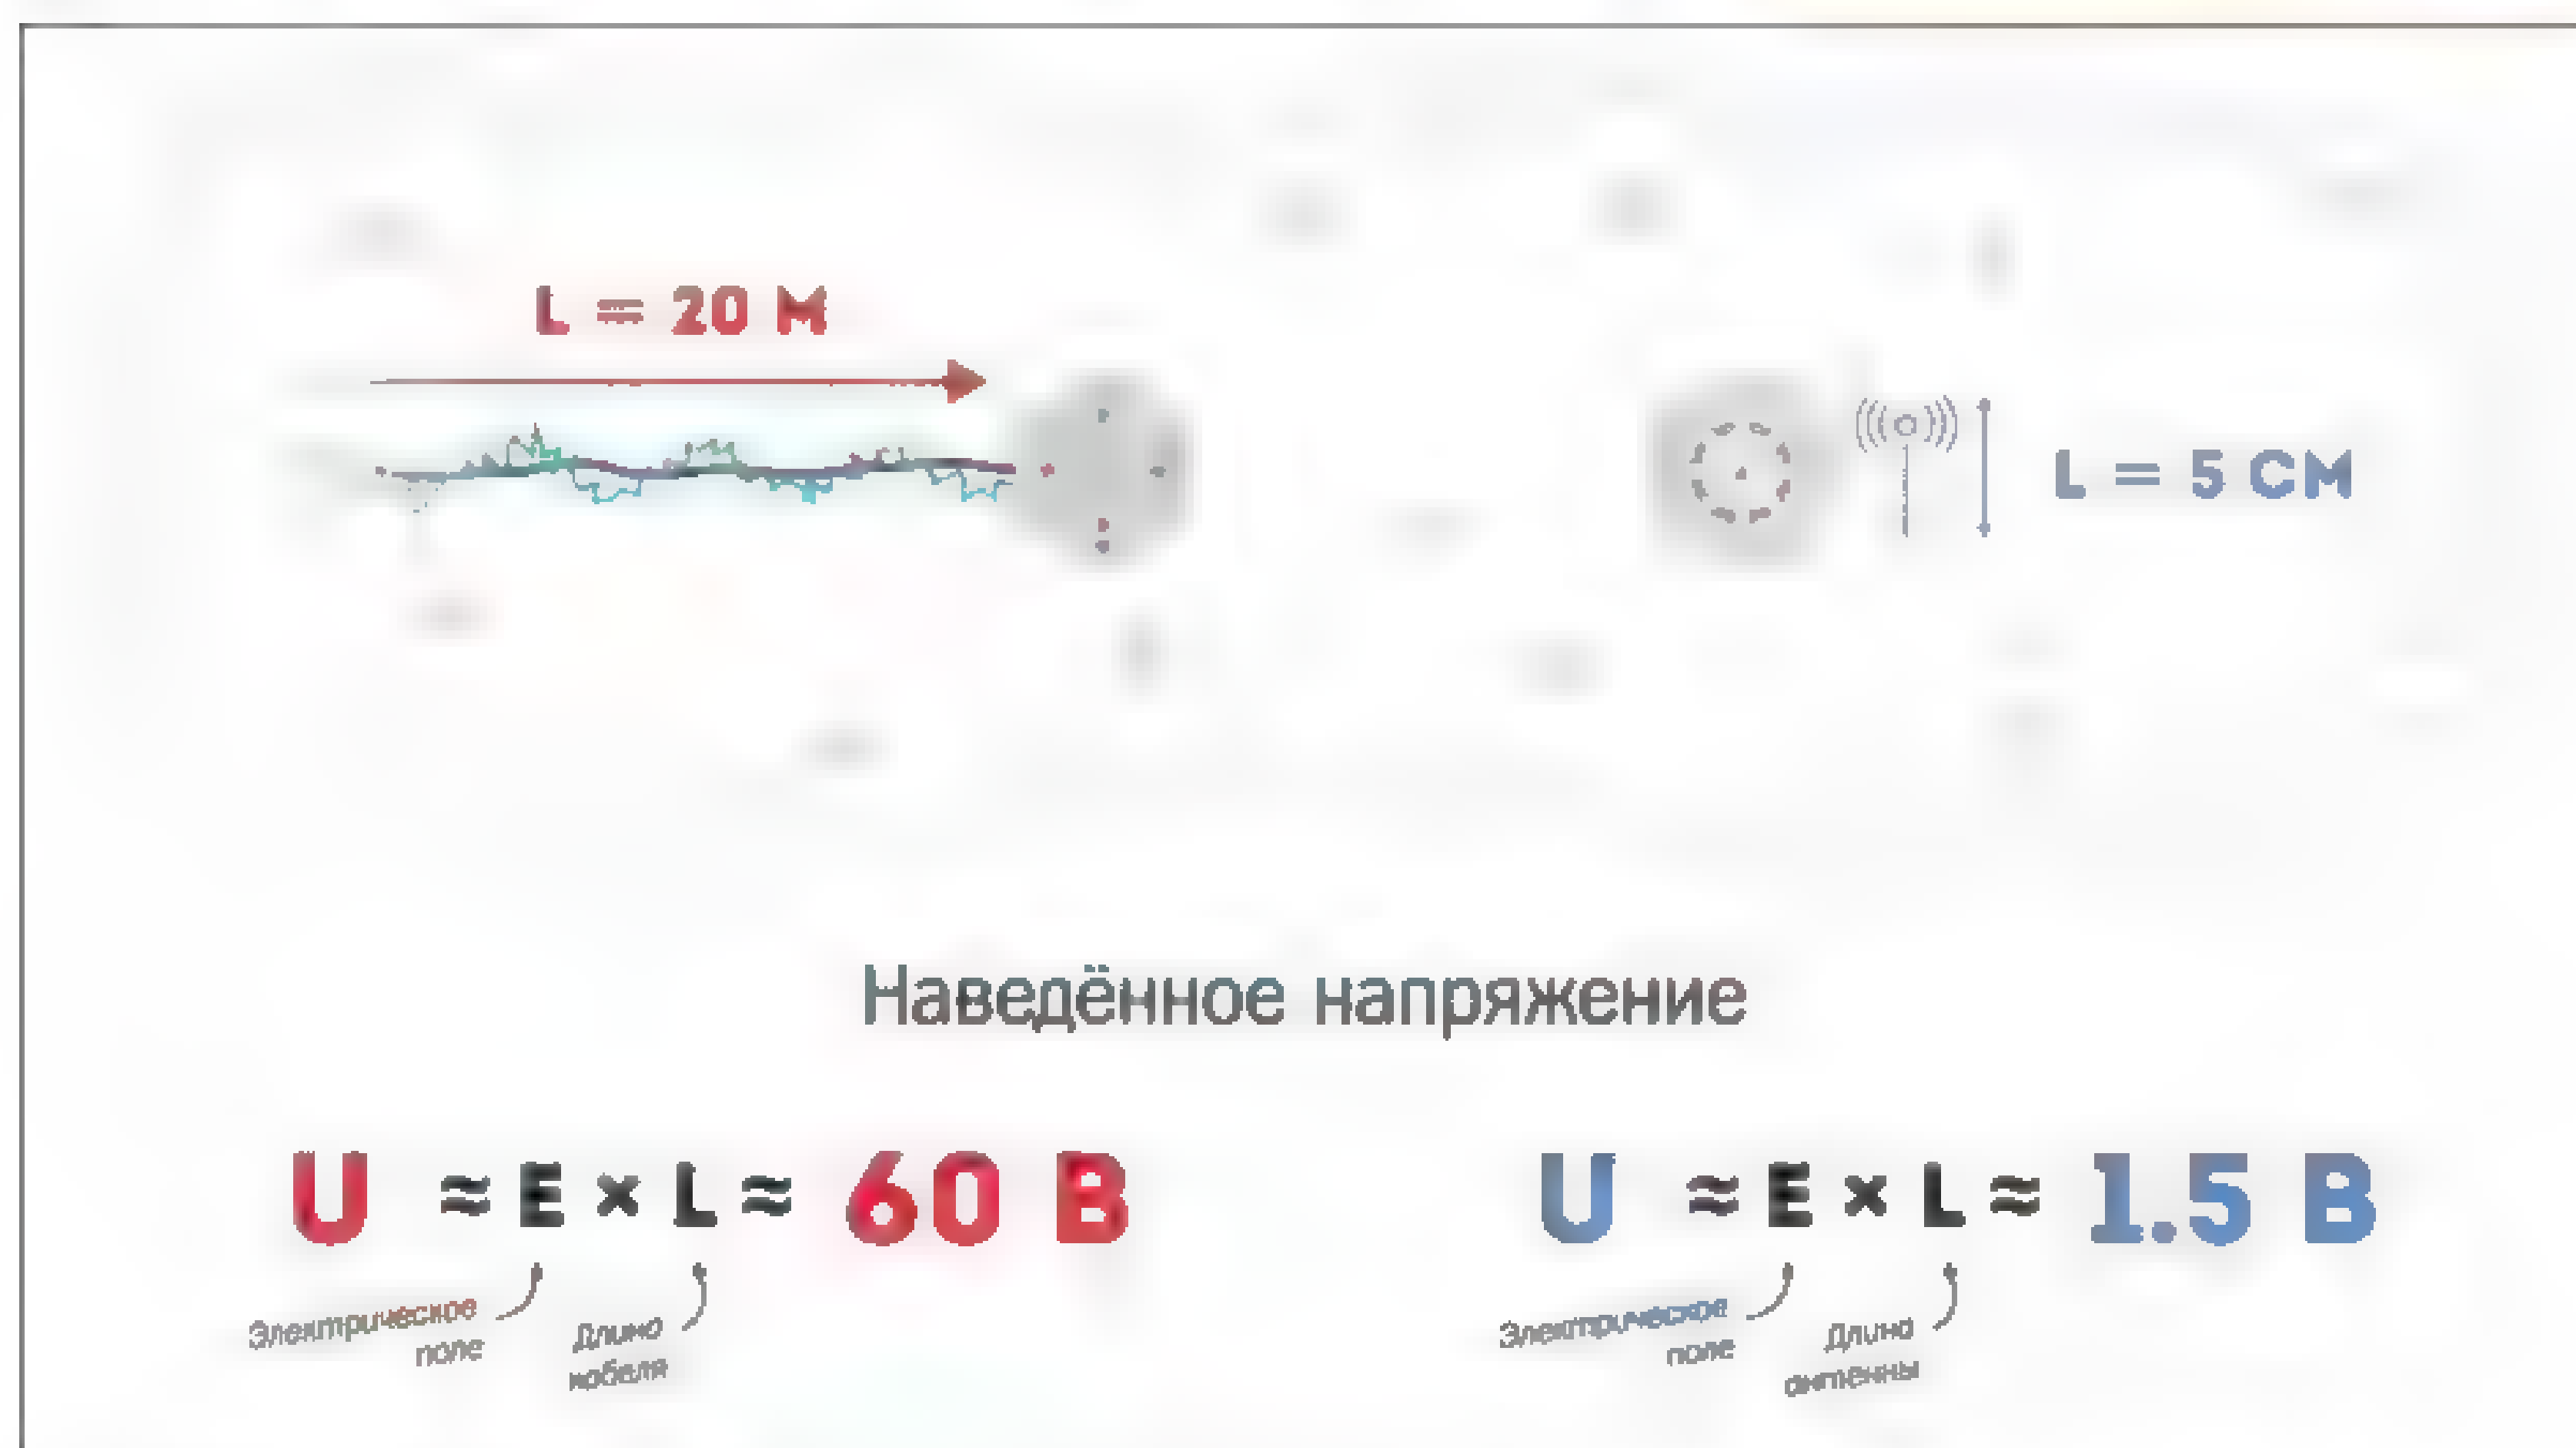 L = 20 М
L = 5 СМ
Наведённое напряжение
U ≈ E × L ≈ 60 В
U ≈ E × L ≈ 1.5 В
Электрическое
поле
Длина
кабеля
Электрическое
поле
Длина
антенны